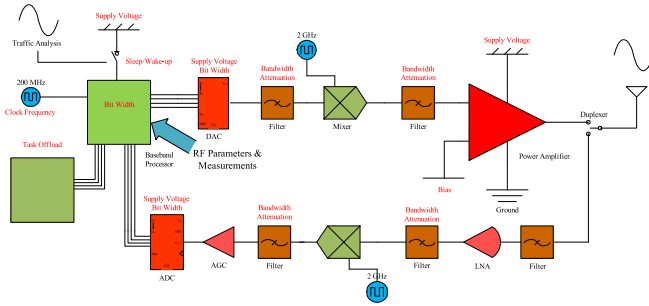 Supply Voltage
Traffic Analysis
Sleep/Wake-up
2 GHz
Supply Voltage
Supply Voltage
Bit Width
Bandwidth
Attenuation
Bandwidth
Attenuation
200 MHz
Bit Width
Clock Frequency
DAC
Filter
Mixer
Filter
Duplexer
Task Offload
Baseband
Processor
RF Parameters &
Measurements
Power Amplifier
Bias
Ground
Supply Voltage
Bit Width
Bandwidth
Attenuation
Bandwidth
Attenuation
ADC
AGC
Filter
Filter
LNA
Filter
2 GHz